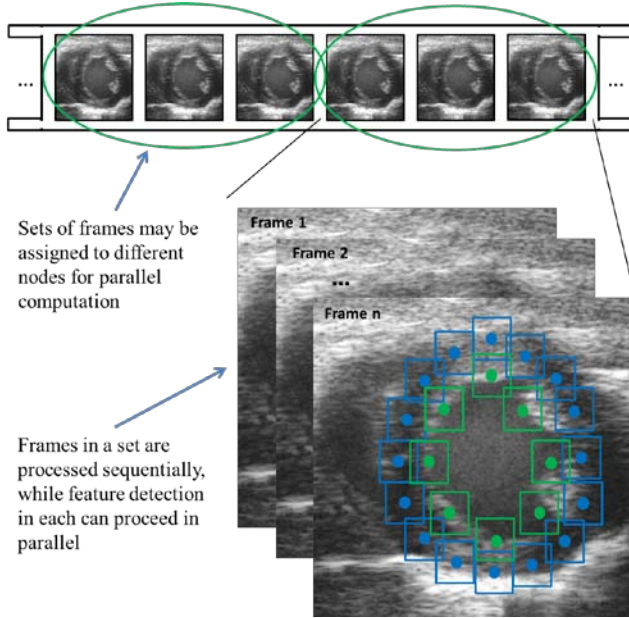 ...
...
Sets of frames may be
assigned to different
nodes for parallel
computation
Frame 1
Frame 2
...
Frame n
Frames in a set are
processed sequentially,
while feature detection
in each can proceed in
parallel